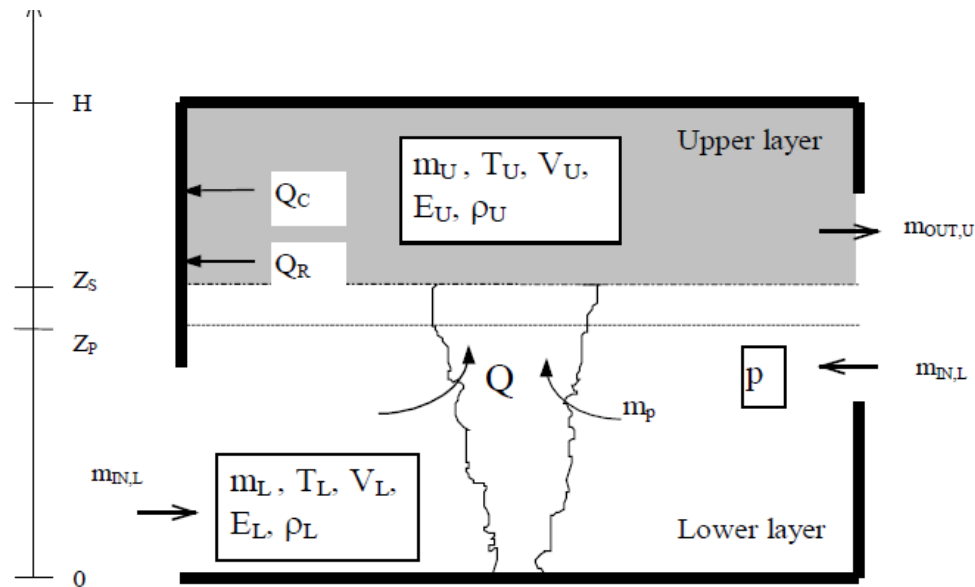 H
Upper layer
m_U , T_U, V_U,
E_U, ρ_U
Q_C
m_OUT,U
Q_R
Z_S
Z_P
Q
p
m_IN,L
m_p
m_IN,L
m_L , T_L, V_L,
E_L, ρ_L
Lower layer
0